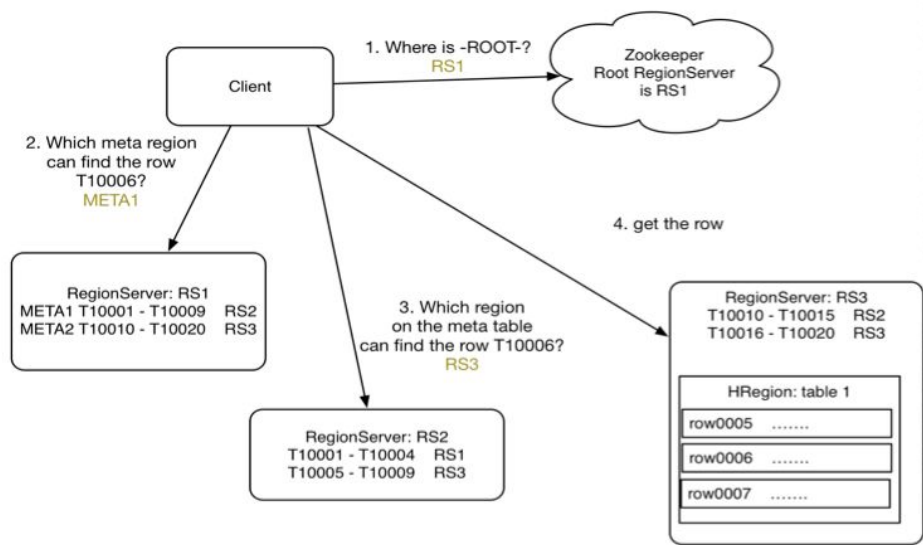 1. Where is -ROOT-?
RS1
Zookeeper
Root RegionServer
is RS1
Client
2. Which meta region
can find the row
T10006?
META1
4. get the row
RegionServer: RS1
META1 T10001 - T10009 RS2
META2 T10010 - T10020 RS3
3. Which region
on the meta table
can find the row T10006?
RS3
RegionServer: RS3
T10010 - T10015 RS2
T10016 - T10020 RS3
HRegion: table 1
row0005 .......
row0006 .......
row0007 .......
RegionServer: RS2
T10001 - T10004 RS1
T10005 - T10009 RS3